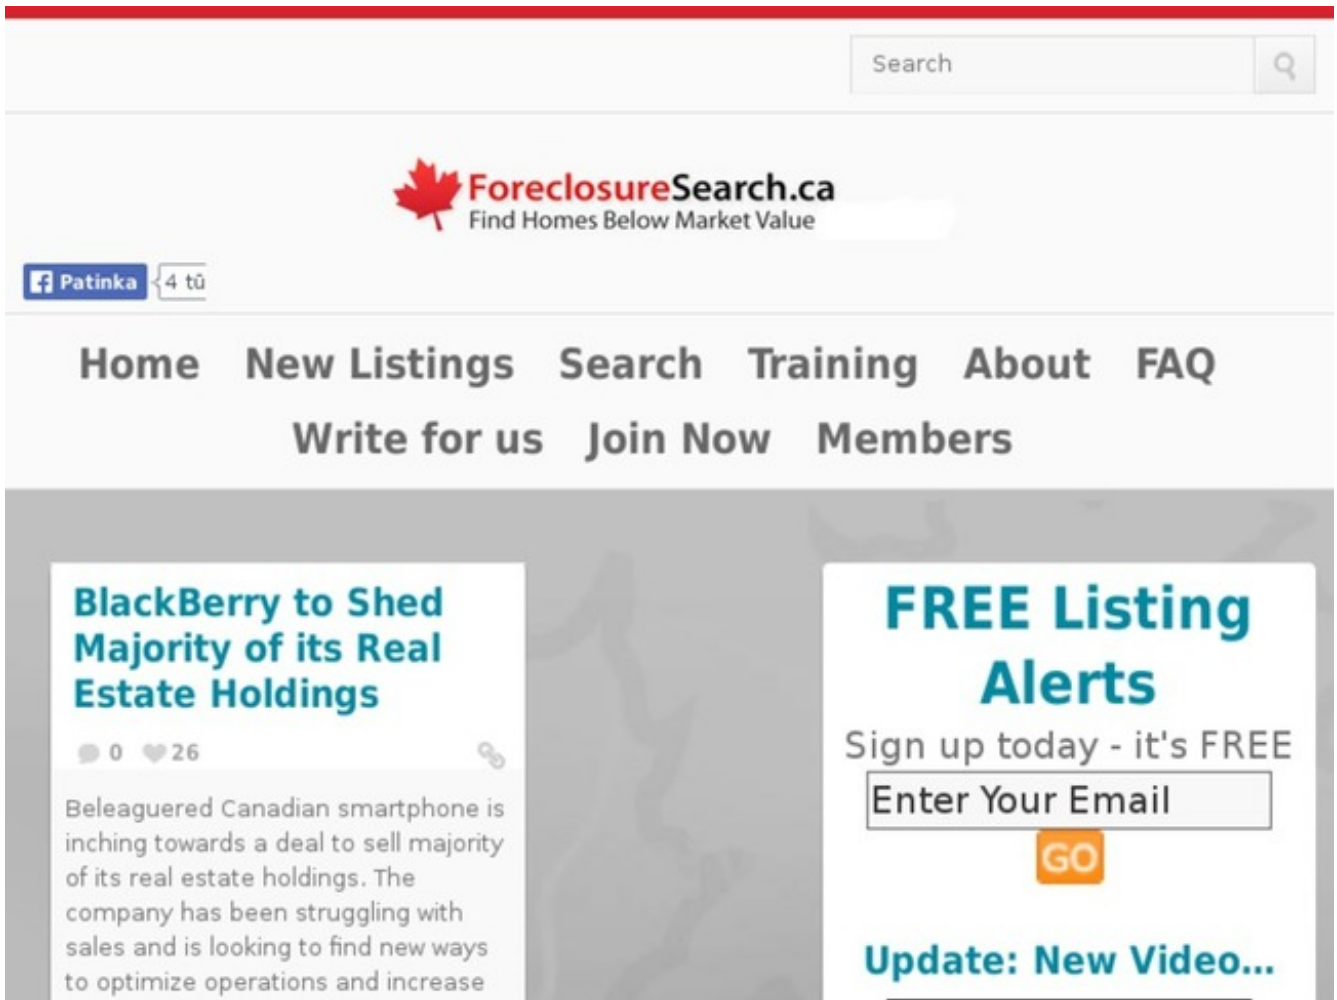 Search
ForeclosureSearch.ca
Find Homes Below Market Value
Patinka
4 tū
Home New Listings Search Training About FAQ
Write for us Join Now Members
BlackBerry to Shed
Majority of its Real
Estate Holdings
0 26
Beleaguered Canadian smartphone is
inching towards a deal to sell majority
of its real estate holdings. The
company has been struggling with
sales and is looking to find new ways
to optimize operations and increase
FREE Listing
Alerts
Sign up today - it's FREE
Enter Your Email
GO
Update: New Video...